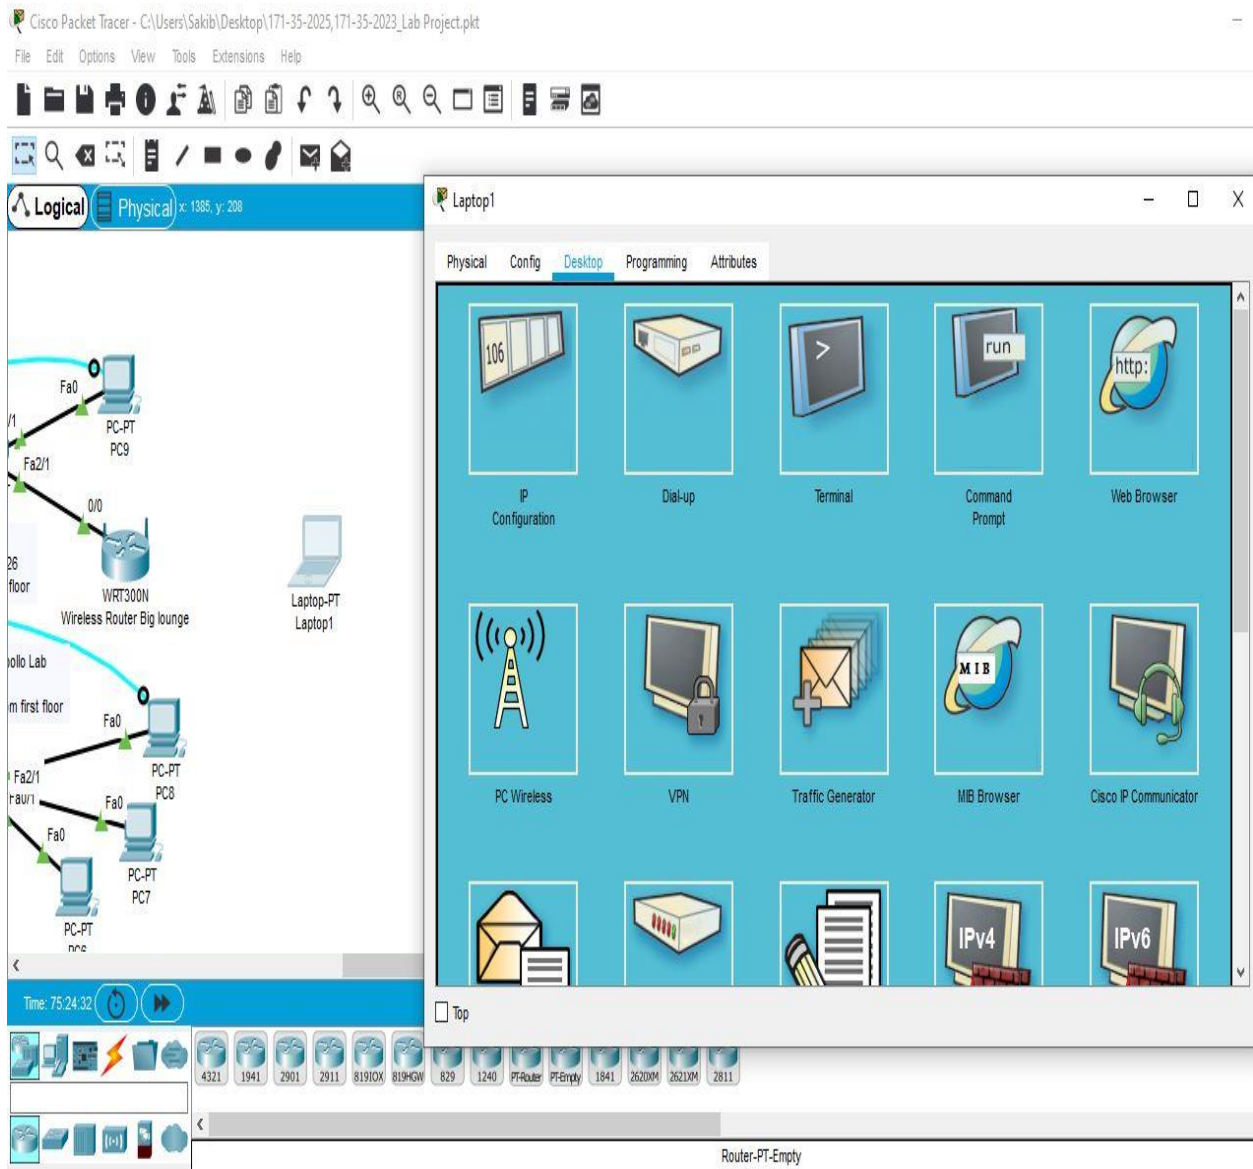 Cisco Packet Tracer - C:\Users\Sakib\Desktop\171-35-2025,171-35-2023_Lab Project.pkt
File Edit Options View Tools Extensions Help
Logical Physical x: 1385, y: 208
Fa0
PC-PT
PC9
/1
Fa2/1
0/0
26
floor
WRT300N
Wireless Router Big lounge
Laptop-PT
Laptop1
ollo Lab
m first floor
Fa0
PC-PT
PC8
Fa2/1
Fa0/1
Fa0
Fa0
PC-PT
PC7
PC-PT
PC6
Laptop1
Physical Config Desktop Programming Attributes
106
>
run
http:
IP
Configuration
Dial-up
Terminal
Command
Prompt
Web Browser
MIB
PC Wireless
VPN
Traffic Generator
MIB Browser
Cisco IP Communicator
IPv4
IPv6
Top
Time: 75:24:32
4321 1941 2901 2911 819IOX 819HGW 829 1240 PT-Router PT-Empty 1841 2620XM 2621XM 2811
Router-PT-Empty